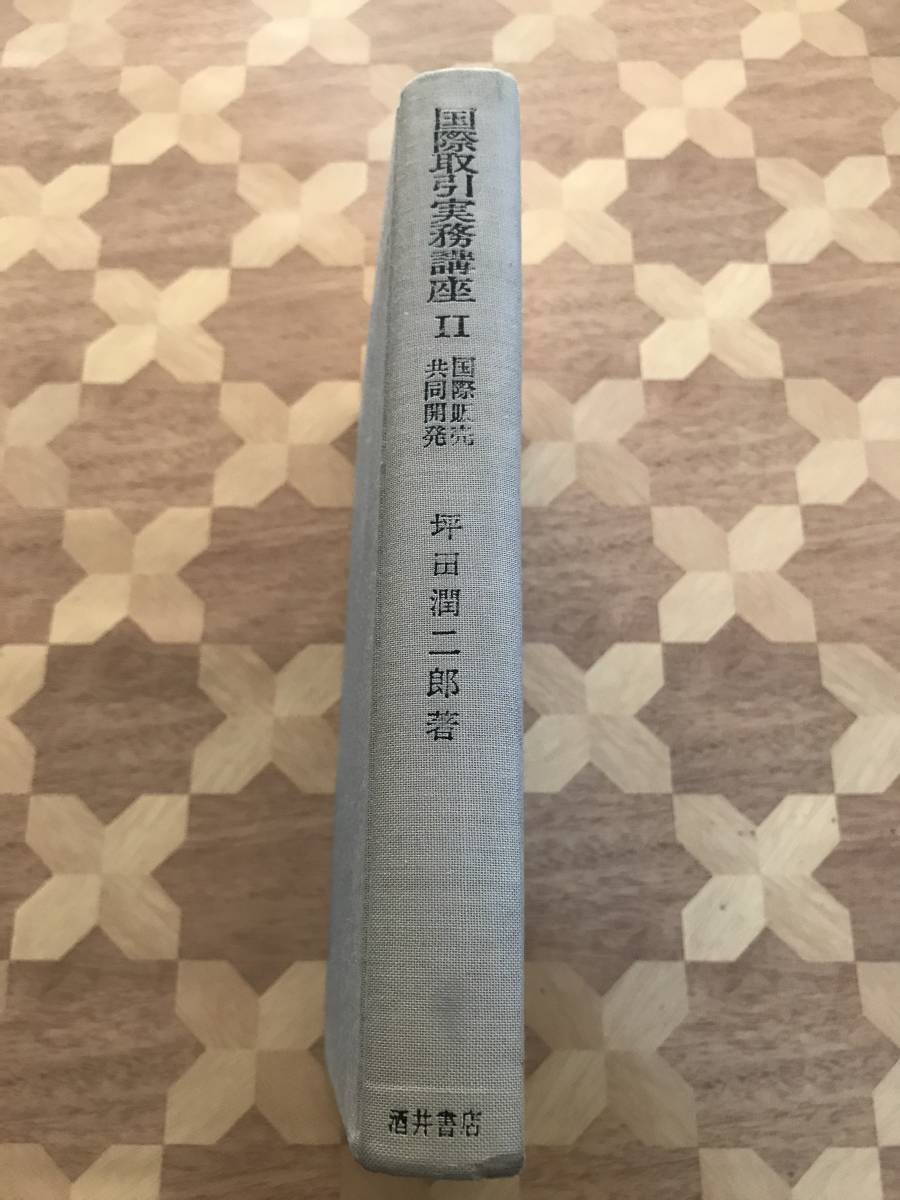 国際取引実務講座 II
国際販売
共同開発
坪田潤二郎著
酒井書店